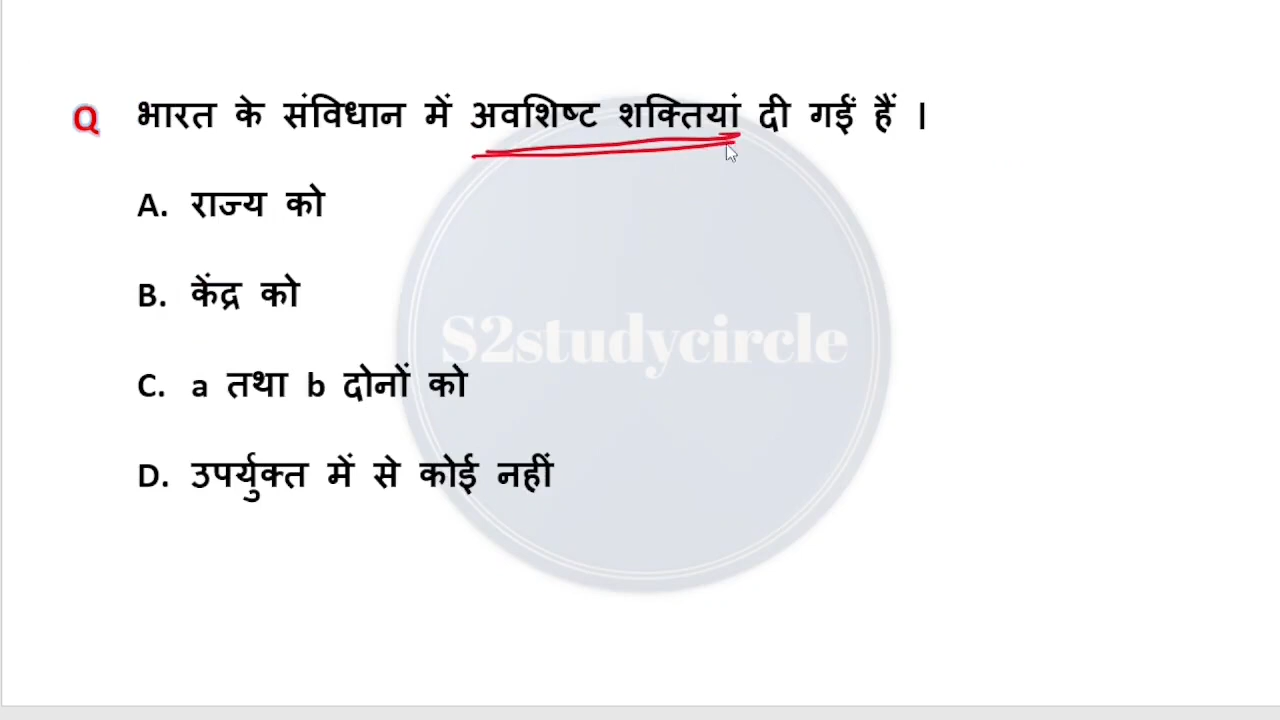 Q भारत के संविधान में अवशिष्ट शक्तियां दी गईं हैं ।
A. राज्य को
B. केंद्र को
S2studycircle
C. a तथा b दोनों को
D. उपर्युक्त में से कोई नहीं